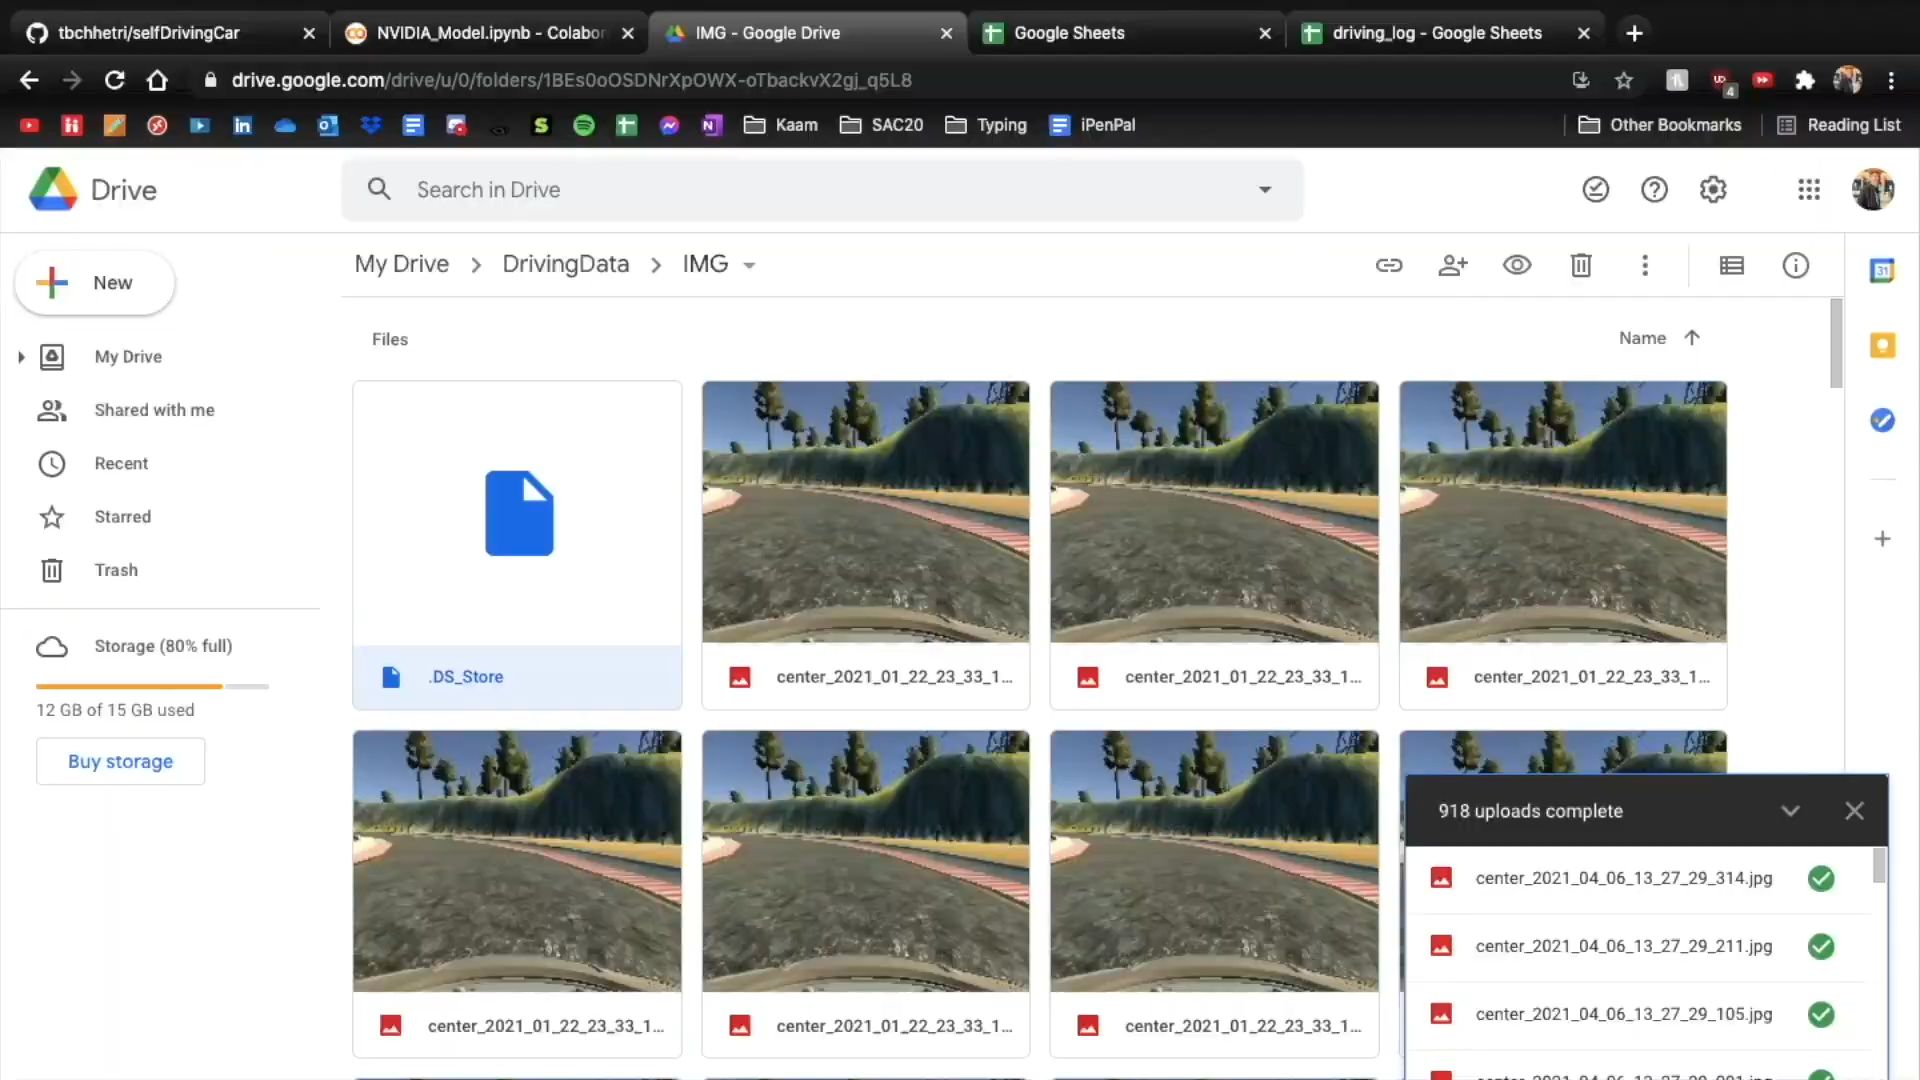 tbchhetri/selfDrivingCar
NVIDIA_Model.ipynb - Colabor
IMG - Google Drive
Google Sheets
driving_log - Google Sheets
drive.google.com/drive/u/0/folders/1BEs0oOSDNrXpOWX-oTbackvX2gj_q5L8
4
Kaam
SAC20
Typing
iPenPal
Other Bookmarks
Reading List
Drive
Search in Drive
New
My Drive
DrivingData
IMG
My Drive
Shared with me
Recent
Starred
Trash
Storage (80% full)
12 GB of 15 GB used
Buy storage
Files
Name
31
.DS_Store
center_2021_01_22_23_33_1...
center_2021_01_22_23_33_1...
center_2021_01_22_23_33_1...
center_2021_01_22_23_33_1...
center_2021_01_22_23_33_1...
center_2021_01_22_23_33_1...
918 uploads complete
center_2021_04_06_13_27_29_314.jpg
center_2021_04_06_13_27_29_211.jpg
center_2021_04_06_13_27_29_105.jpg